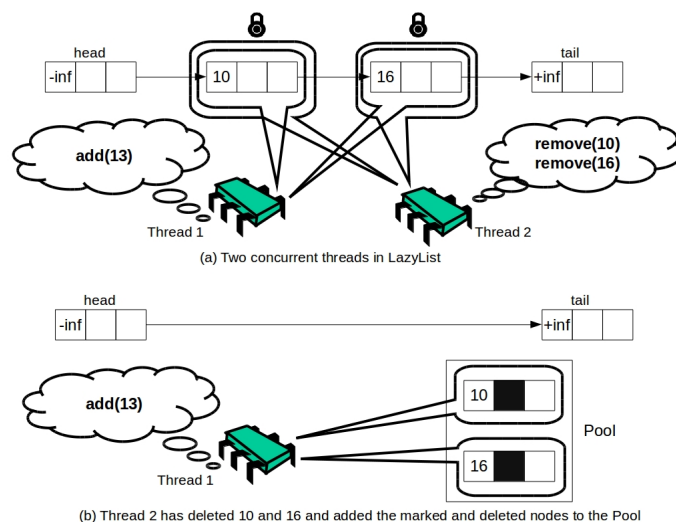 head
tail
-inf
10
16
+inf
add(13)
remove(10)
remove(16)
Thread 1
Thread 2
(a) Two concurrent threads in LazyList
head
tail
-inf
+inf
add(13)
10
Pool
16
Thread 1
(b) Thread 2 has deleted 10 and 16 and added the marked and deleted nodes to the Pool